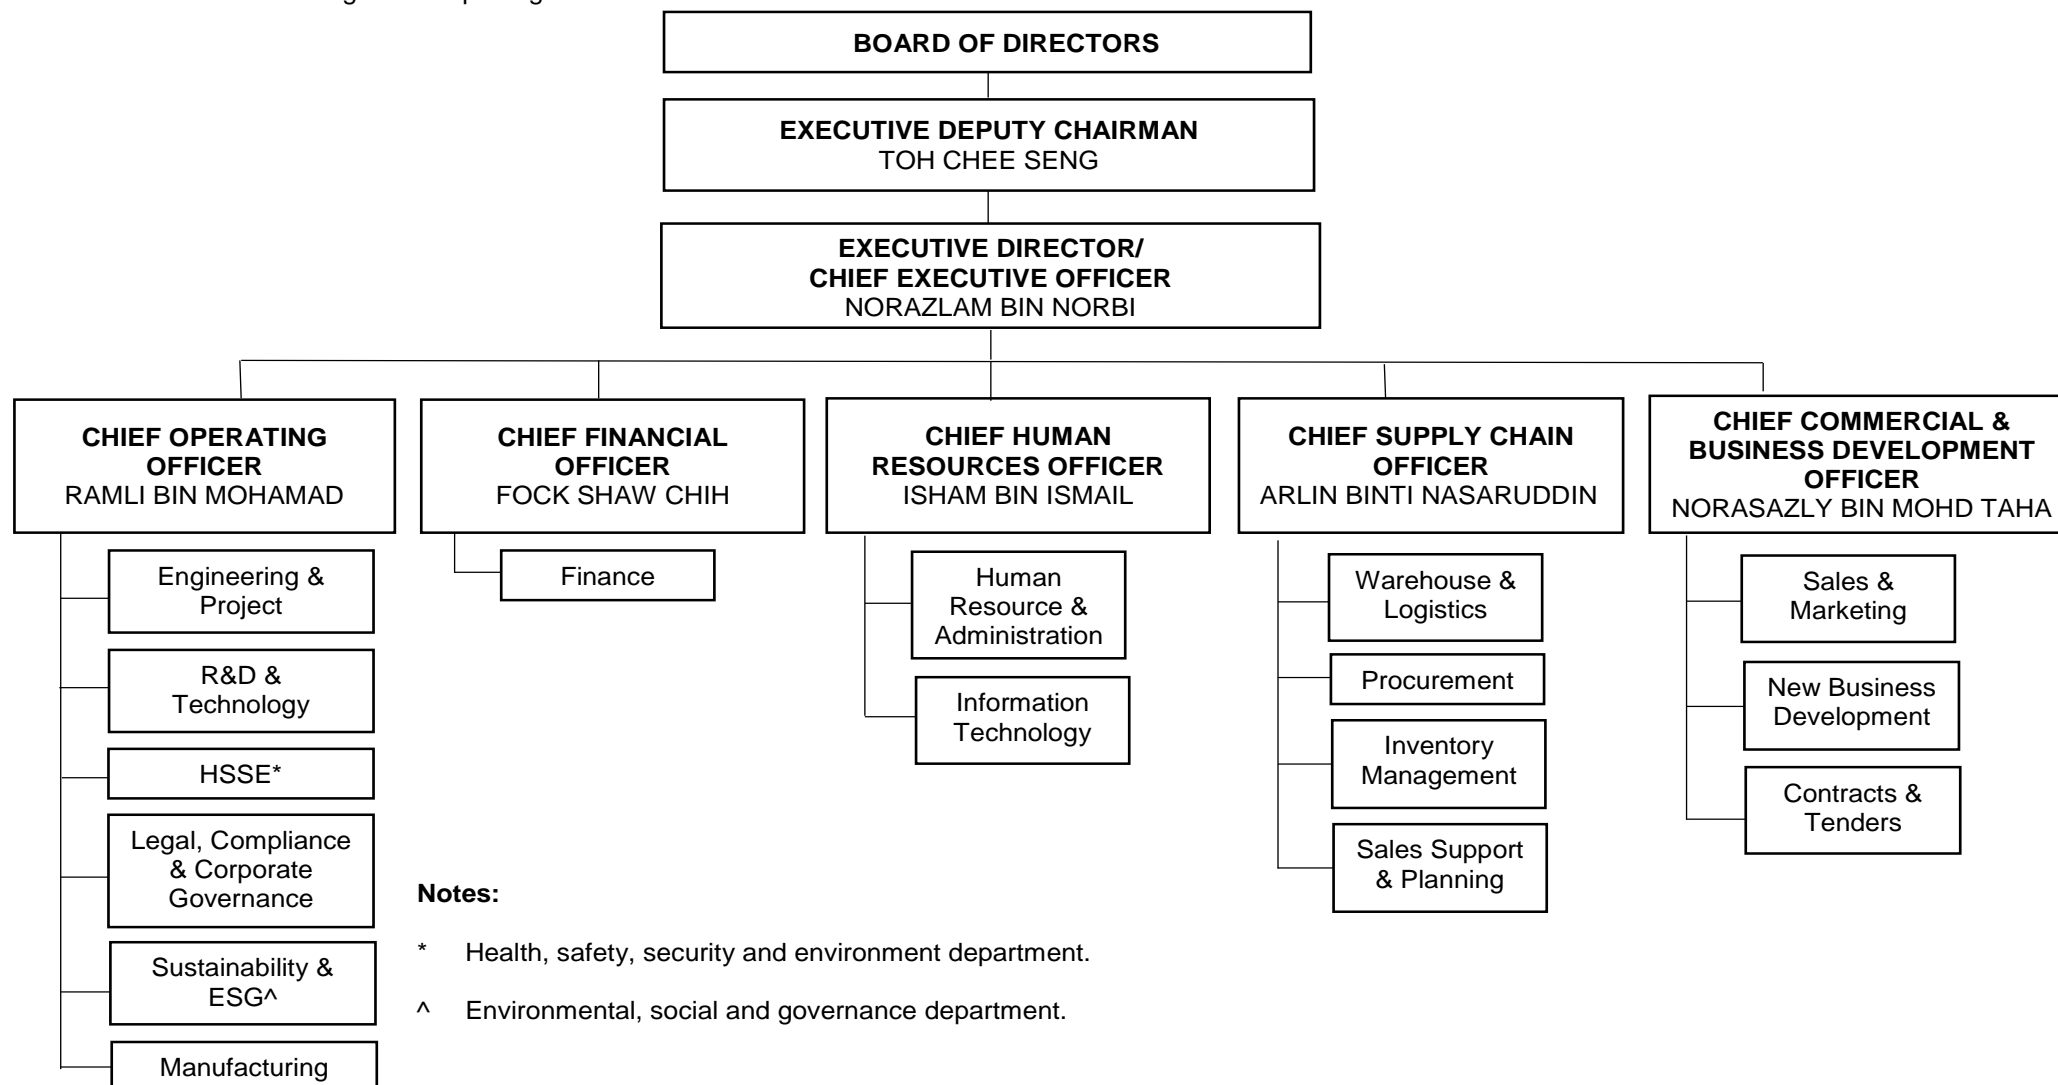 BOARD OF DIRECTORS
EXECUTIVE DEPUTY CHAIRMAN
TOH CHEE SENG
EXECUTIVE DIRECTOR/
CHIEF EXECUTIVE OFFICER
NORAZLAM BIN NORBI
CHIEF OPERATING
OFFICER
RAMLI BIN MOHAMAD
CHIEF FINANCIAL
OFFICER
FOCK SHAW CHIH
CHIEF HUMAN
RESOURCES OFFICER
ISHAM BIN ISMAIL
CHIEF SUPPLY CHAIN
OFFICER
ARLIN BINTI NASARUDDIN
CHIEF COMMERCIAL &
BUSINESS DEVELOPMENT
OFFICER
NORASAZLY BIN MOHD TAHA
Engineering &
Project
R&D &
Technology
HSSE*
Legal, Compliance
& Corporate
Governance
Sustainability &
ESG^
Manufacturing
Finance
Human
Resource &
Administration
Information
Technology
Warehouse &
Logistics
Procurement
Inventory
Management
Sales Support
& Planning
Sales &
Marketing
New Business
Development
Contracts &
Tenders
Notes:
* Health, safety, security and environment department.
^ Environmental, social and governance department.